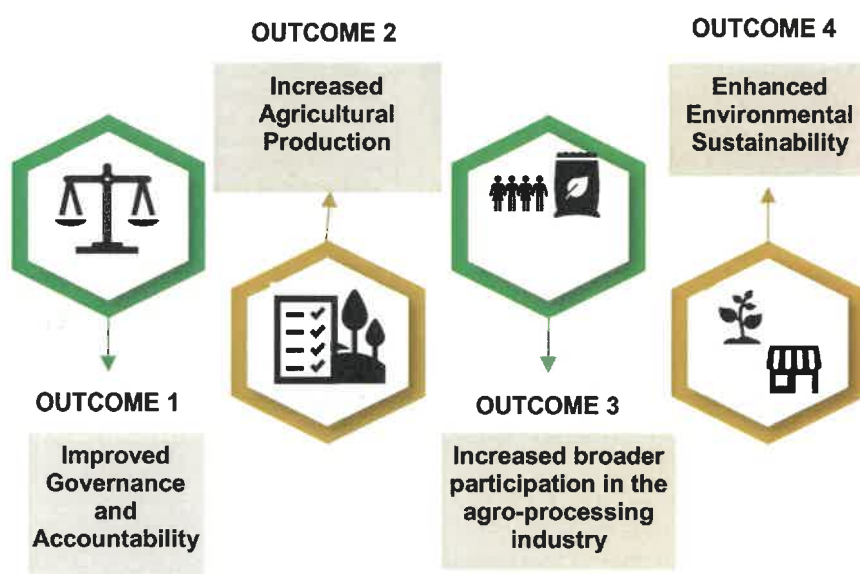 OUTCOME 1
Improved
Governance
and
Accountability
OUTCOME 2
Increased
Agricultural
Production
OUTCOME 3
Increased broader
participation in the
agro-processing
industry
OUTCOME 4
Enhanced
Environmental
Sustainability